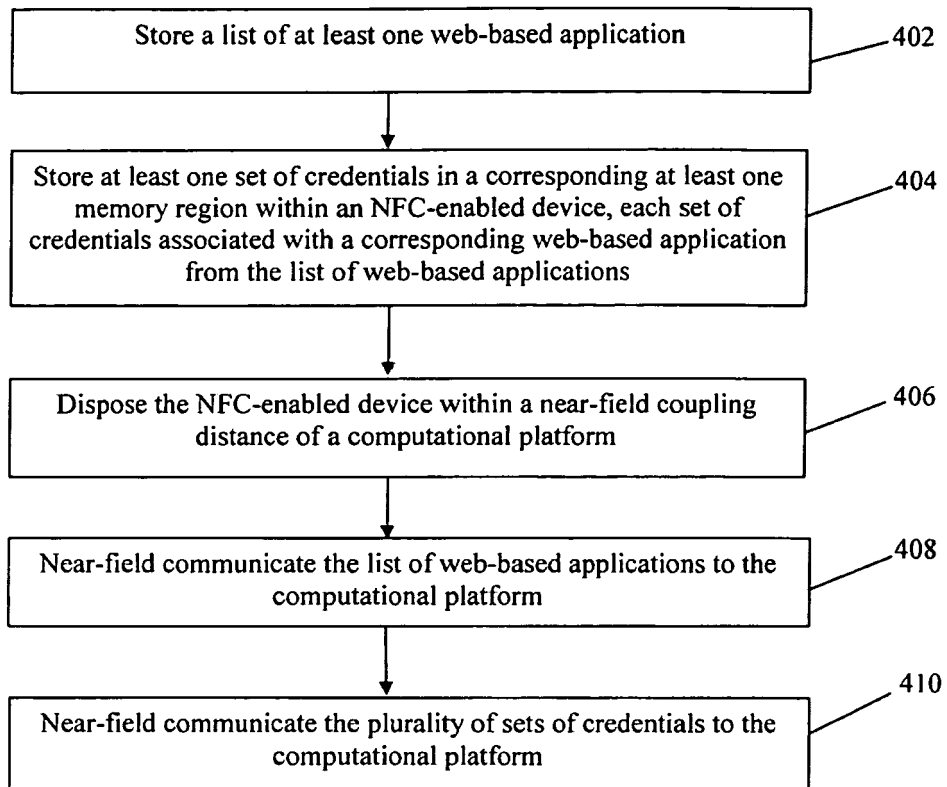 Store a list of at least one web-based application
402
Store at least one set of credentials in a corresponding at least one
memory region within an NFC-enabled device, each set of
credentials associated with a corresponding web-based application
from the list of web-based applications
404
Dispose the NFC-enabled device within a near-field coupling
distance of a computational platform
406
Near-field communicate the list of web-based applications to the
computational platform
408
Near-field communicate the plurality of sets of credentials to the
computational platform
410